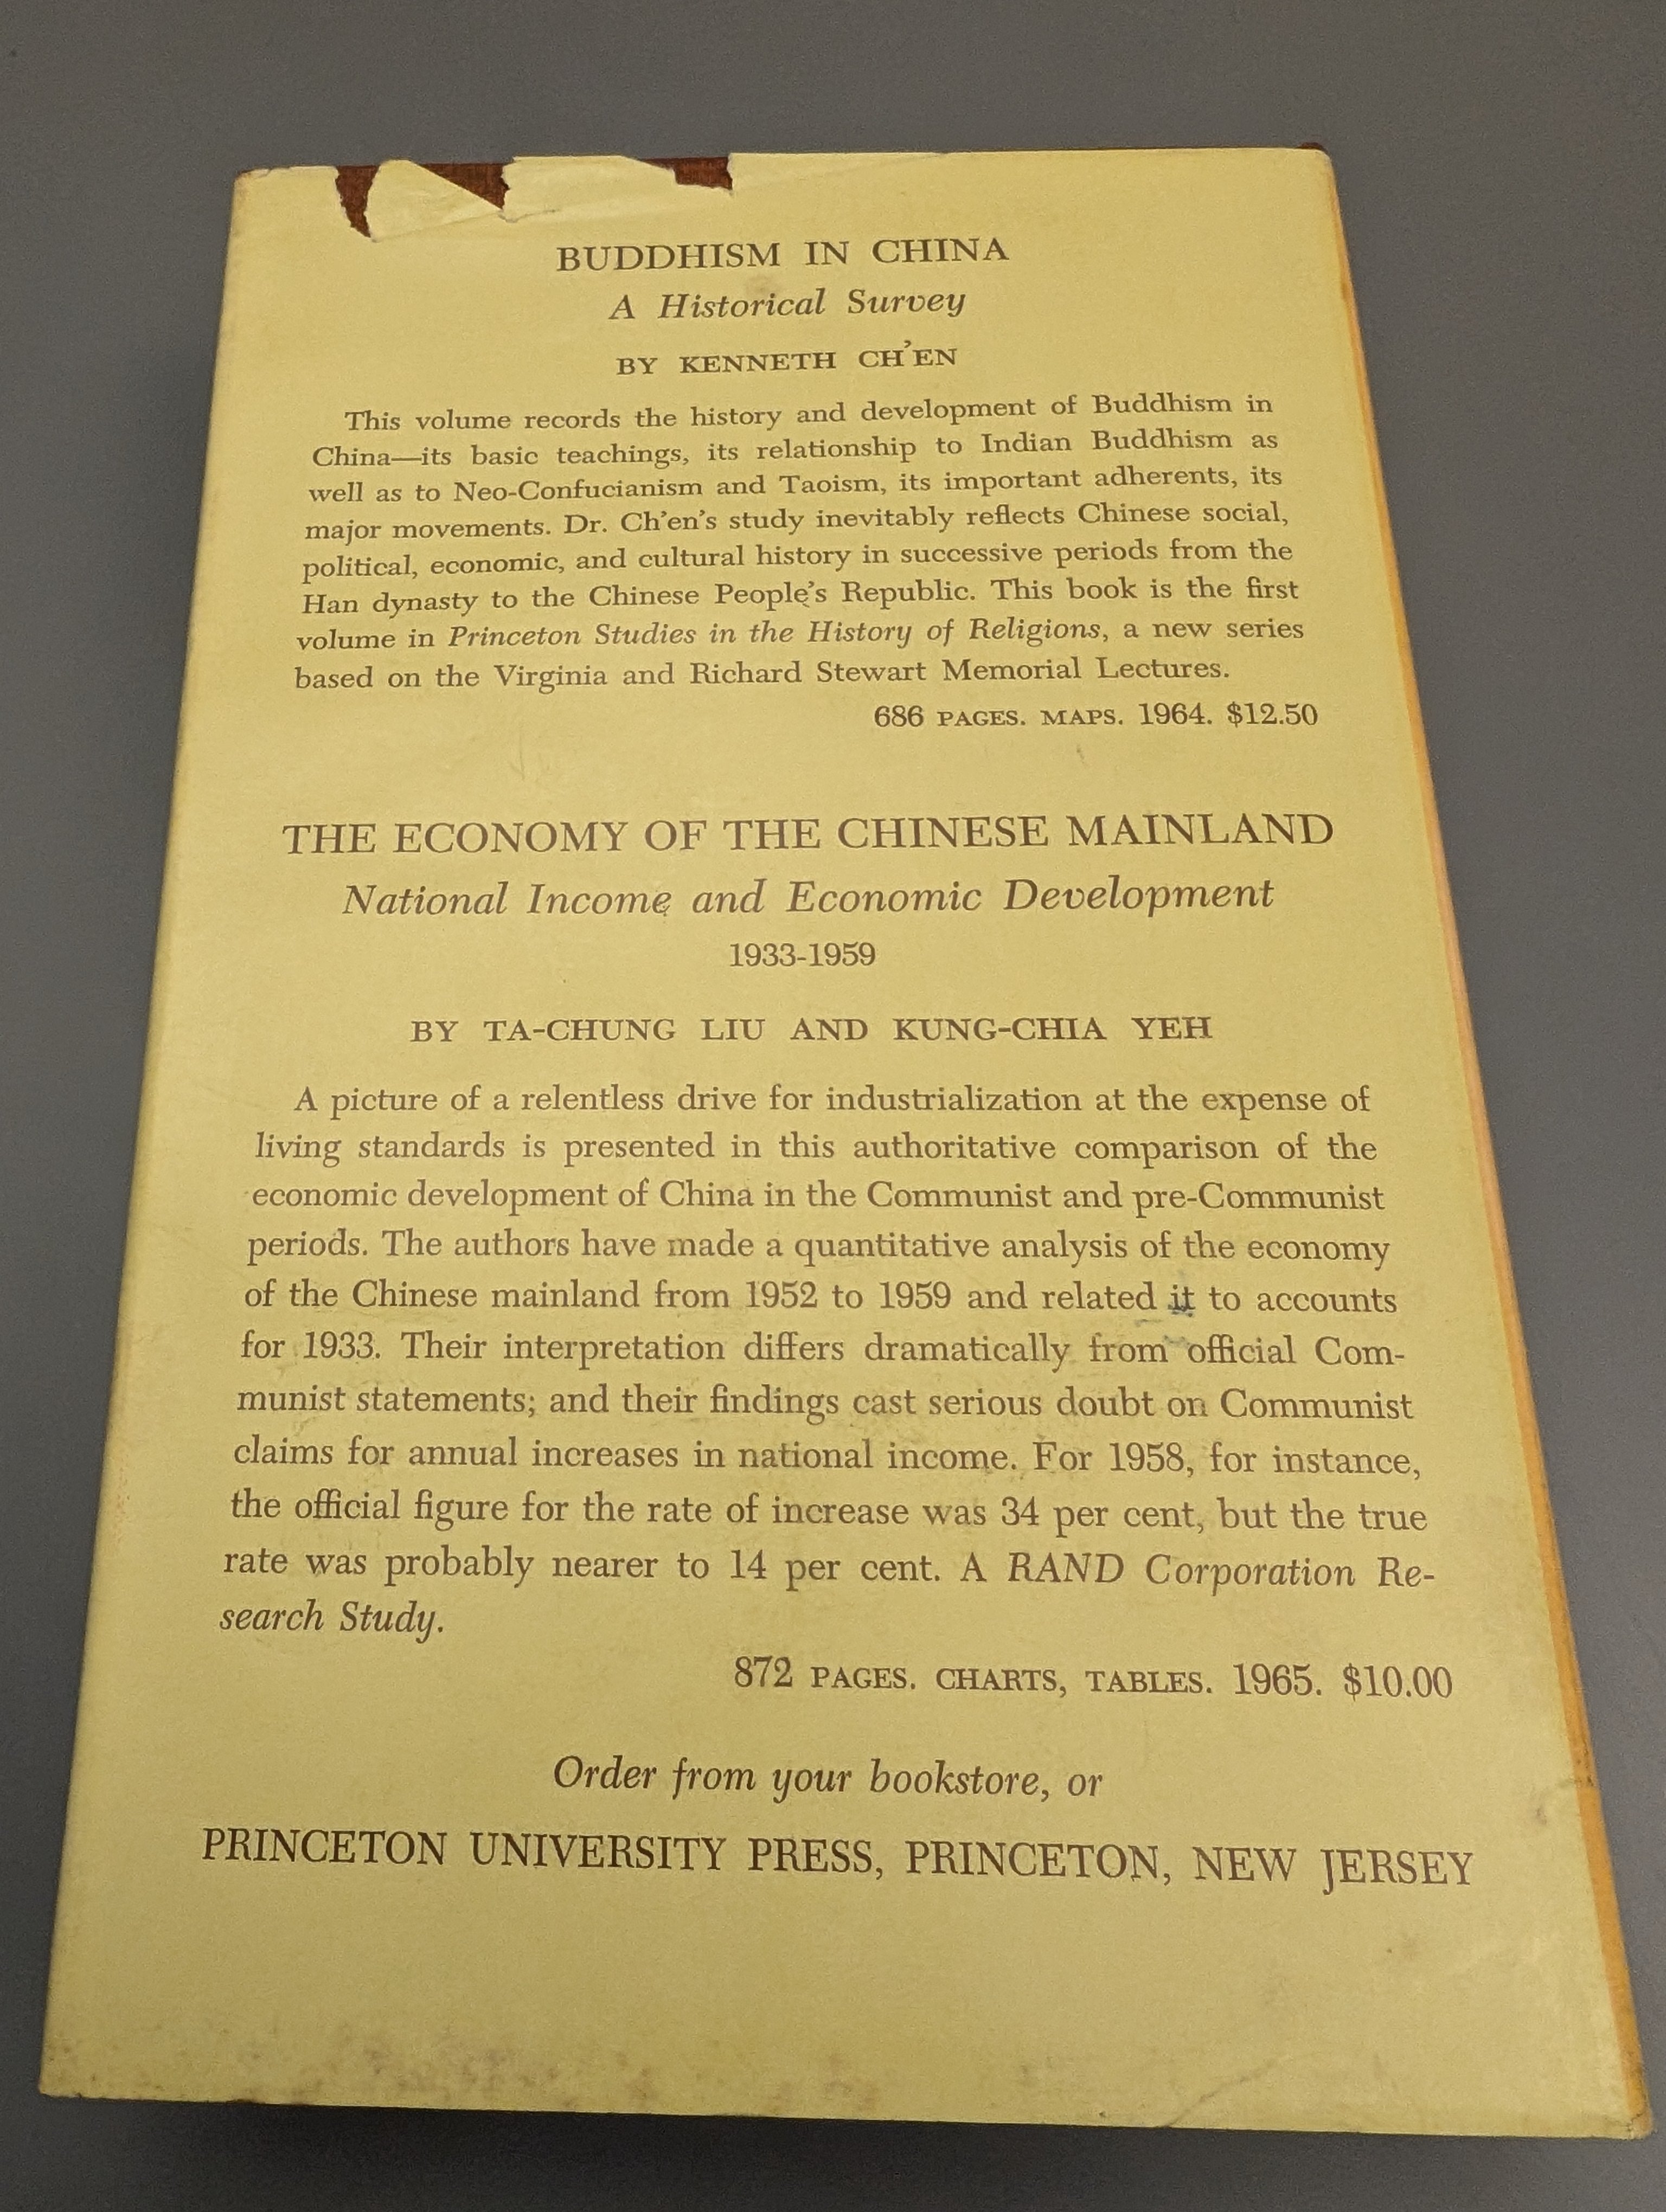 BUDDHISM IN CHINA
A Historical Survey
BY KENNETH CH'EN
This volume records the history and development of Buddhism in
China—its basic teachings, its relationship to Indian Buddhism as
well as to Neo-Confucianism and Taoism, its important adherents, its
major movements. Dr. Ch'en's study inevitably reflects Chinese social,
political, economic, and cultural history in successive periods from the
Han dynasty to the Chinese People's Republic. This book is the first
volume in Princeton Studies in the History of Religions, a new series
based on the Virginia and Richard Stewart Memorial Lectures.
686 PAGES. MAPS. 1964. $12.50
THE ECONOMY OF THE CHINESE MAINLAND
National Income and Economic Development
1933-1959
BY TA-CHUNG LIU AND KUNG-CHIA YEH
A picture of a relentless drive for industrialization at the expense of
living standards is presented in this authoritative comparison of the
economic development of China in the Communist and pre-Communist
periods. The authors have made a quantitative analysis of the economy
of the Chinese mainland from 1952 to 1959 and related it to accounts
for 1933. Their interpretation differs dramatically from official Com-
munist statements; and their findings cast serious doubt on Communist
claims for annual increases in national income. For 1958, for instance,
the official figure for the rate of increase was 34 per cent, but the true
rate was probably nearer to 14 per cent. A RAND Corporation Re-
search Study.
872 PAGES. CHARTS, TABLES. 1965. $10.00
Order from your bookstore, or
PRINCETON UNIVERSITY PRESS, PRINCETON, NEW JERSEY